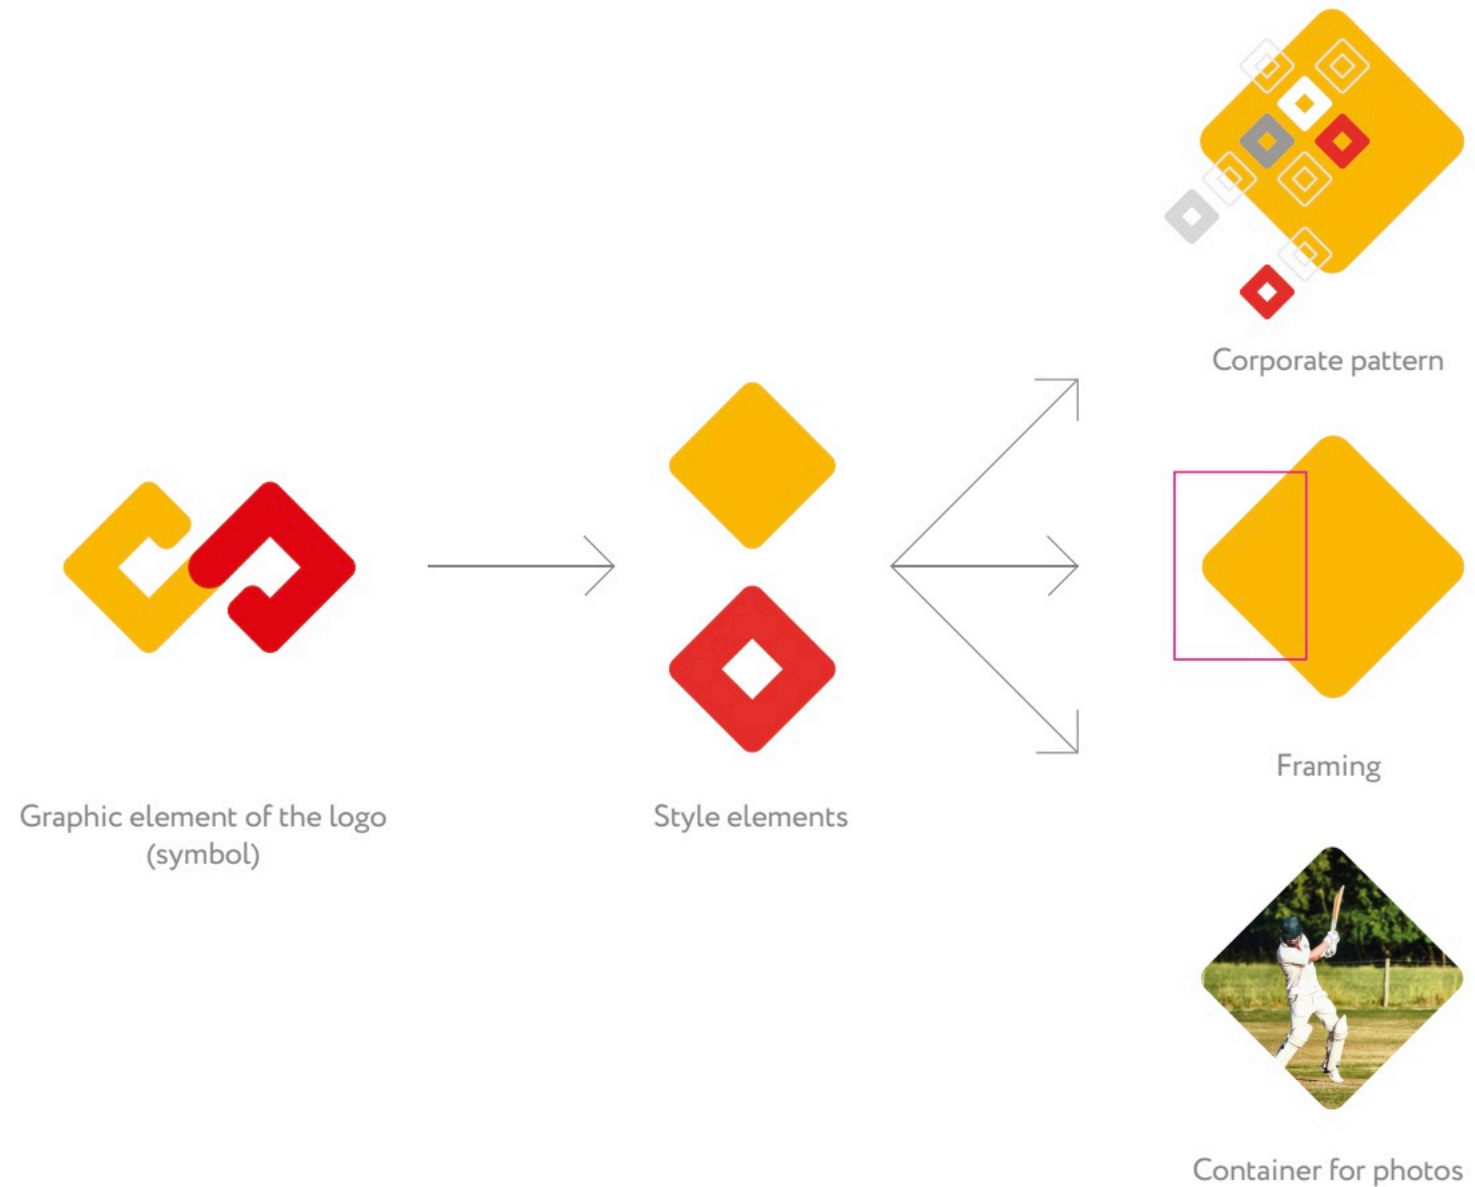 Corporate pattern
Graphic element of the logo
(symbol)
Style elements
Framing
Container for photos